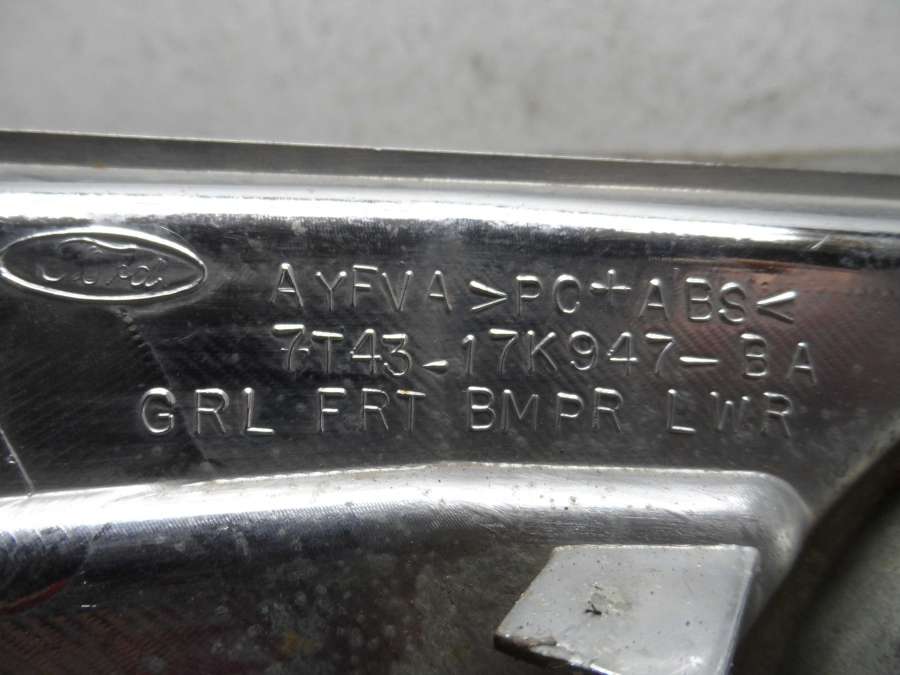 Ford
AYFVA >PC+ABS<
7T43-17K947-BA
GRL FRT BMPR LWR